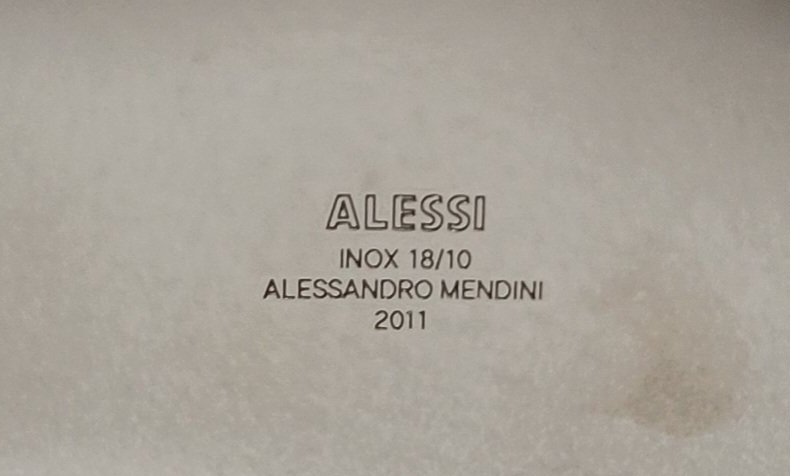 ALESSI
INOX 18/10
ALESSANDRO MENDINI
2011